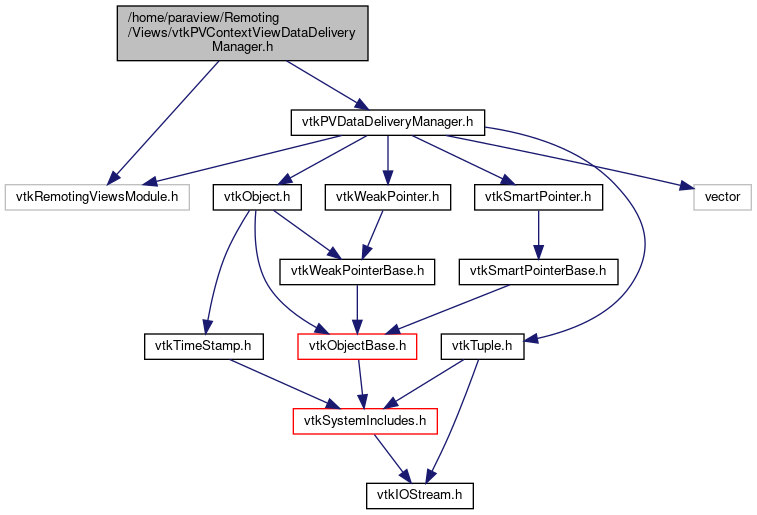 /home/paraview/Remoting
/Views/vtkPVContextViewDataDelivery
Manager.h
vtkPVDataDeliveryManager.h
vtkRemotingViewsModule.h
vtkObject.h
vtkWeakPointer.h
vtkSmartPointer.h
vector
vtkWeakPointerBase.h
vtkSmartPointerBase.h
vtkTimeStamp.h
vtkObjectBase.h
vtkTuple.h
vtkSystemIncludes.h
vtkIOStream.h